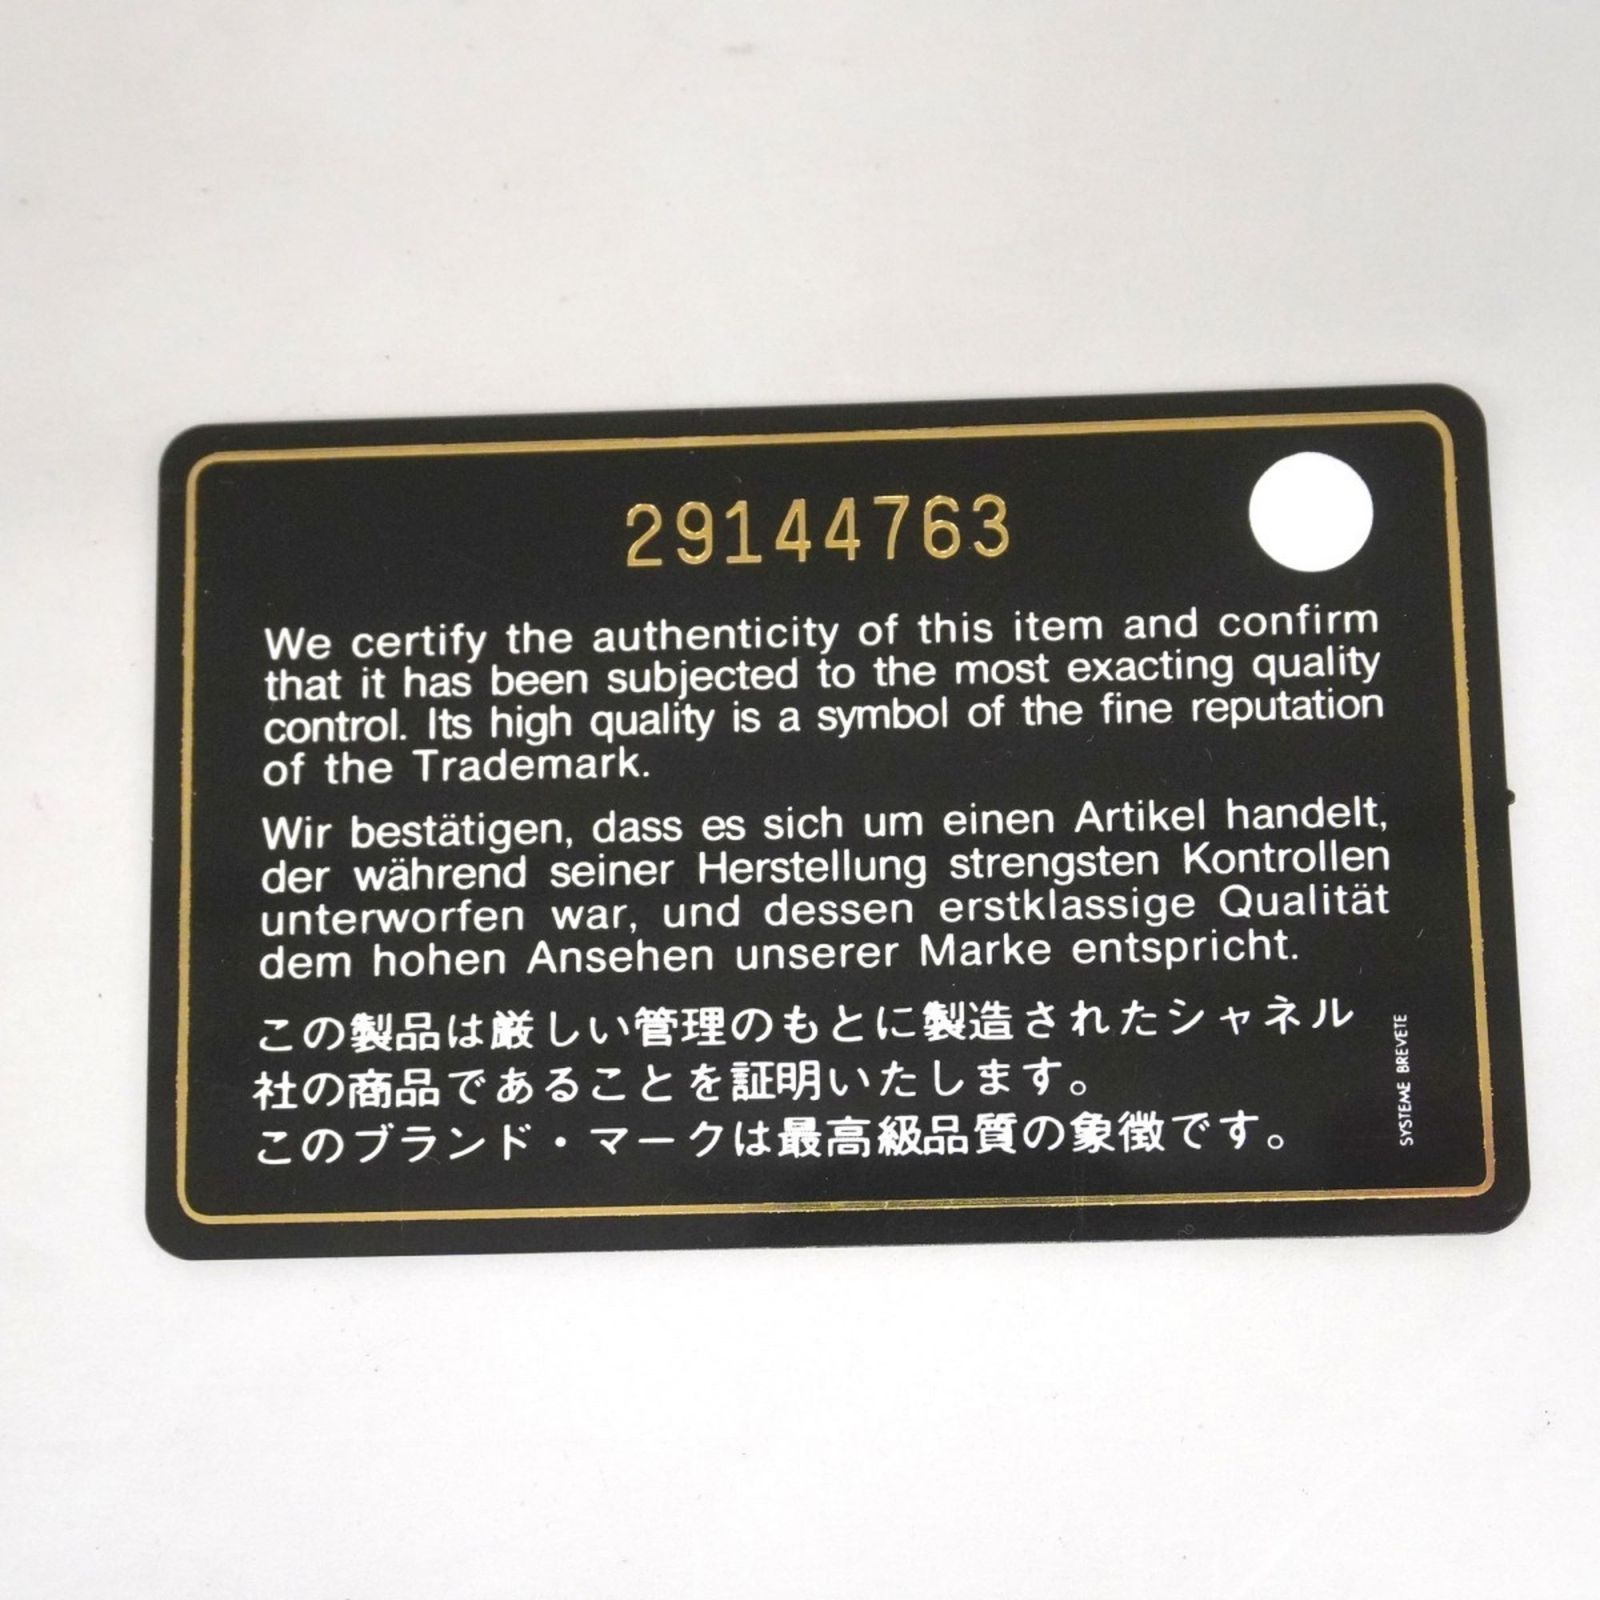 29144763
We certify the authenticity of this item and confirm
that it has been subjected to the most exacting quality
control. Its high quality is a symbol of the fine reputation
of the Trademark.
Wir bestätigen, dass es sich um einen Artikel handelt,
der während seiner Herstellung strengsten Kontrollen
unterworfen war, und dessen erstklassige Qualität
dem hohen Ansehen unserer Marke entspricht.
この製品は厳しい管理のもとに製造されたシャネル
社の商品であることを証明いたします。
このブランド・マークは最高級品質の象徴です。
SYSTEME BREVETE